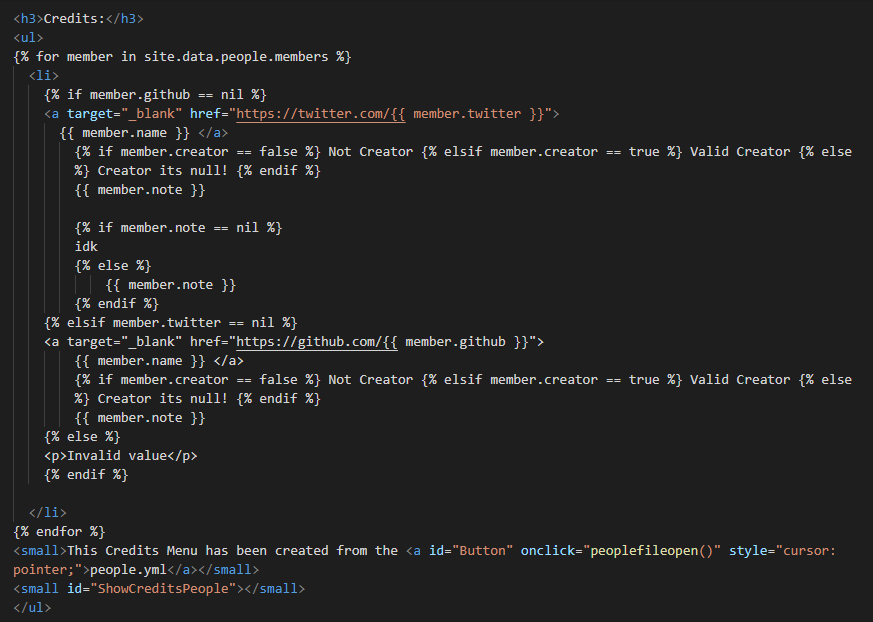 <h3>Credits:</h3>
<ul>
{% for member in site.data.people.members %}
<li>
{% if member.github == nil %}
<a target="_blank" href="https://twitter.com/{{ member.twitter }}">
{{ member.name }} </a>
{% if member.creator == false %} Not Creator {% elsif member.creator == true %} Valid Creator {% else
%} Creator its null! {% endif %}
{{ member.note }}
{% if member.note == nil %}
idk
{% else %}
{{ member.note }}
{% endif %}
{% elsif member.twitter == nil %}
<a target="_blank" href="https://github.com/{{ member.github }}">
{{ member.name }} </a>
{% if member.creator == false %} Not Creator {% elsif member.creator == true %} Valid Creator {% else
%} Creator its null! {% endif %}
{{ member.note }}
{% else %}
<p>Invalid value</p>
{% endif %}
</li>
{% endfor %}
<small>This Credits Menu has been created from the <a id="Button" onclick="peoplefileopen()" style="cursor:
pointer;">people.yml</a></small>
<small id="ShowCreditsPeople"></small>
</ul>